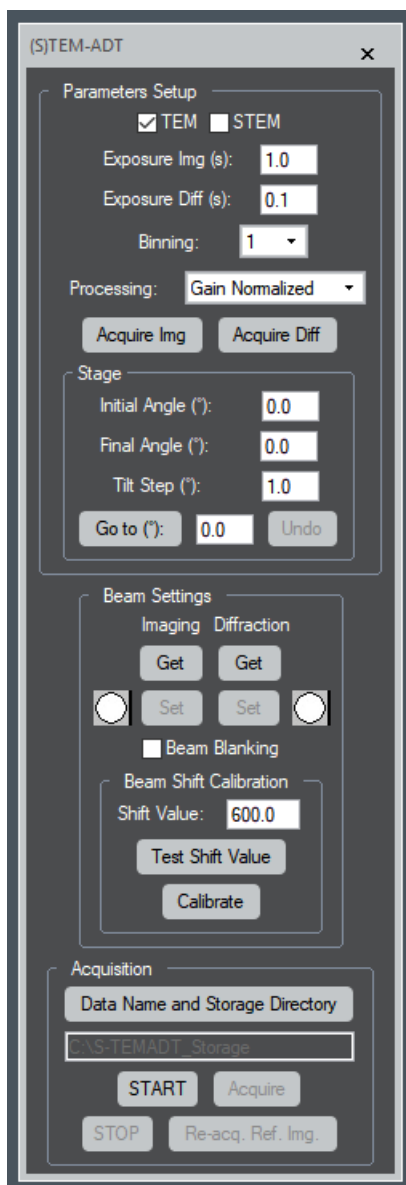 (S)TEM-ADT
Parameters Setup
TEM STEM
Exposure Img (s): 1.0
Exposure Diff (s): 0.1
Binning: 1
Processing: Gain Normalized
Acquire Img Acquire Diff
Stage
Initial Angle (°): 0.0
Final Angle (°): 0.0
Tilt Step (°): 1.0
Go to (°): 0.0 Undo
Beam Settings
Imaging Diffraction
Get Get
Set Set
Beam Blanking
Beam Shift Calibration
Shift Value: 600.0
Test Shift Value
Calibrate
Acquisition
Data Name and Storage Directory
C:\S-TEMADT_Storage
START Acquire
STOP Re-acq. Ref. Img.